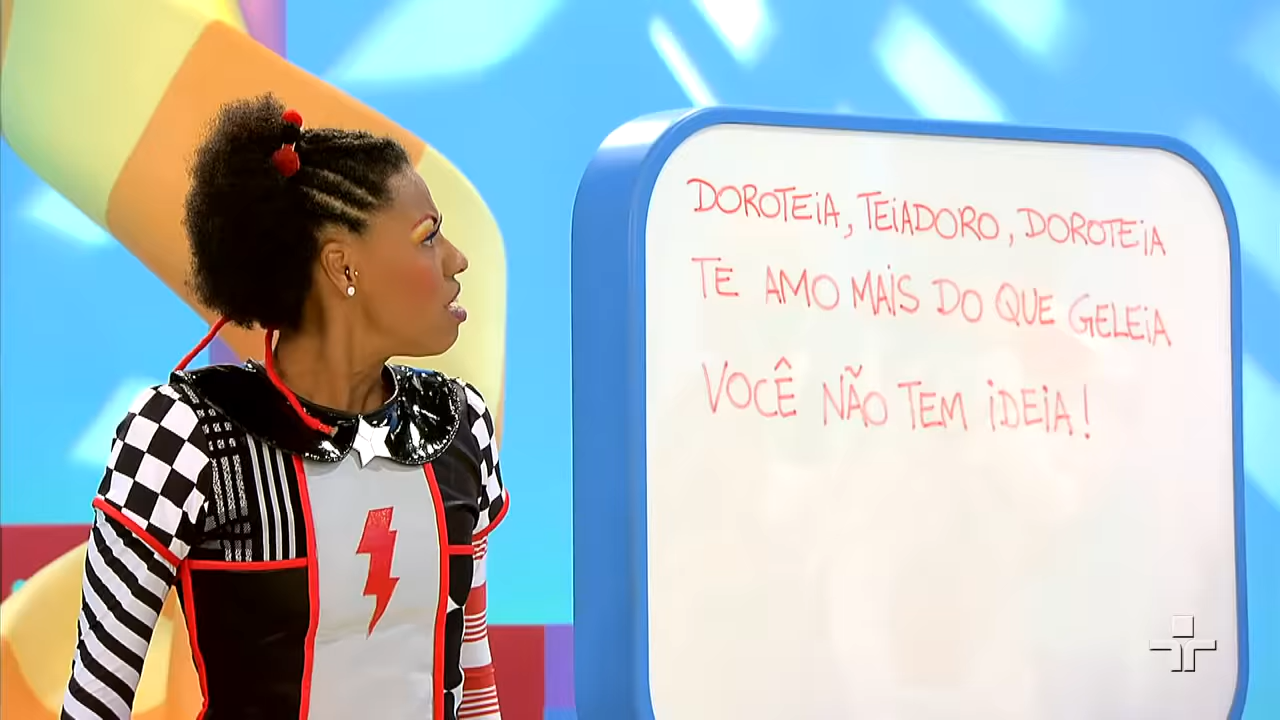 DOROTEiA, TEiADORO, DOROTEiA
TE AMO MAiS DO QUE GELEiA
VOCÊ NÃO TEM iDEiA!